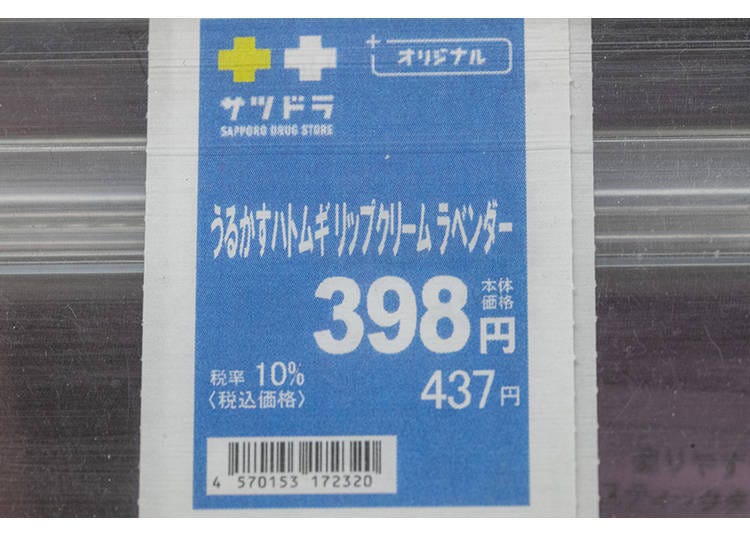 オリジナル
サツドラ
SAPPORO DRUG STORE
うるかすハトムギ リップクリーム ラベンダー
398円 本体価格
税率 10%
〈税込価格〉 437円
4 570153 172320